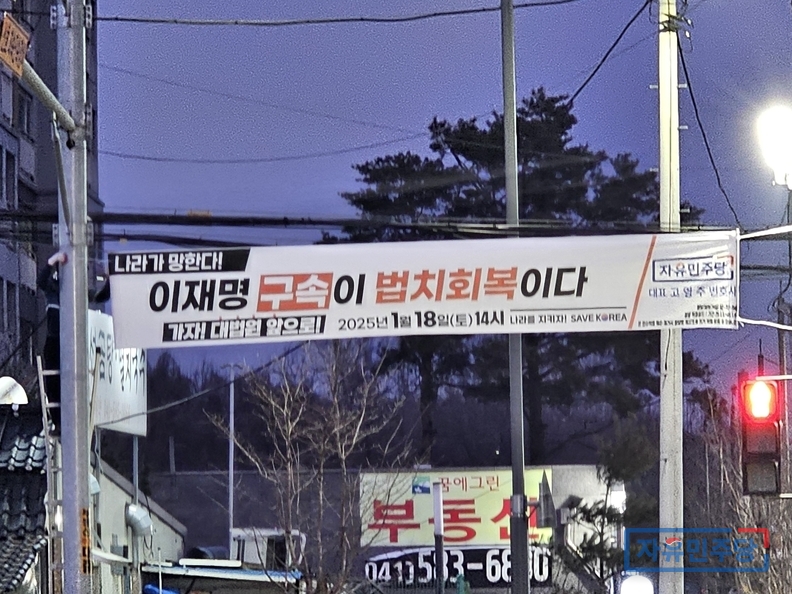 나라가 망한다!
이재명 구속이 법치회복이다
가자! 대법원 앞으로!
2025년 1월 18일(토) 14시 나라를 지키자! SAVE KOREA
자유민주당
대표 고영주 변호사
꿈에그린
부동산
(041)
자유민주당